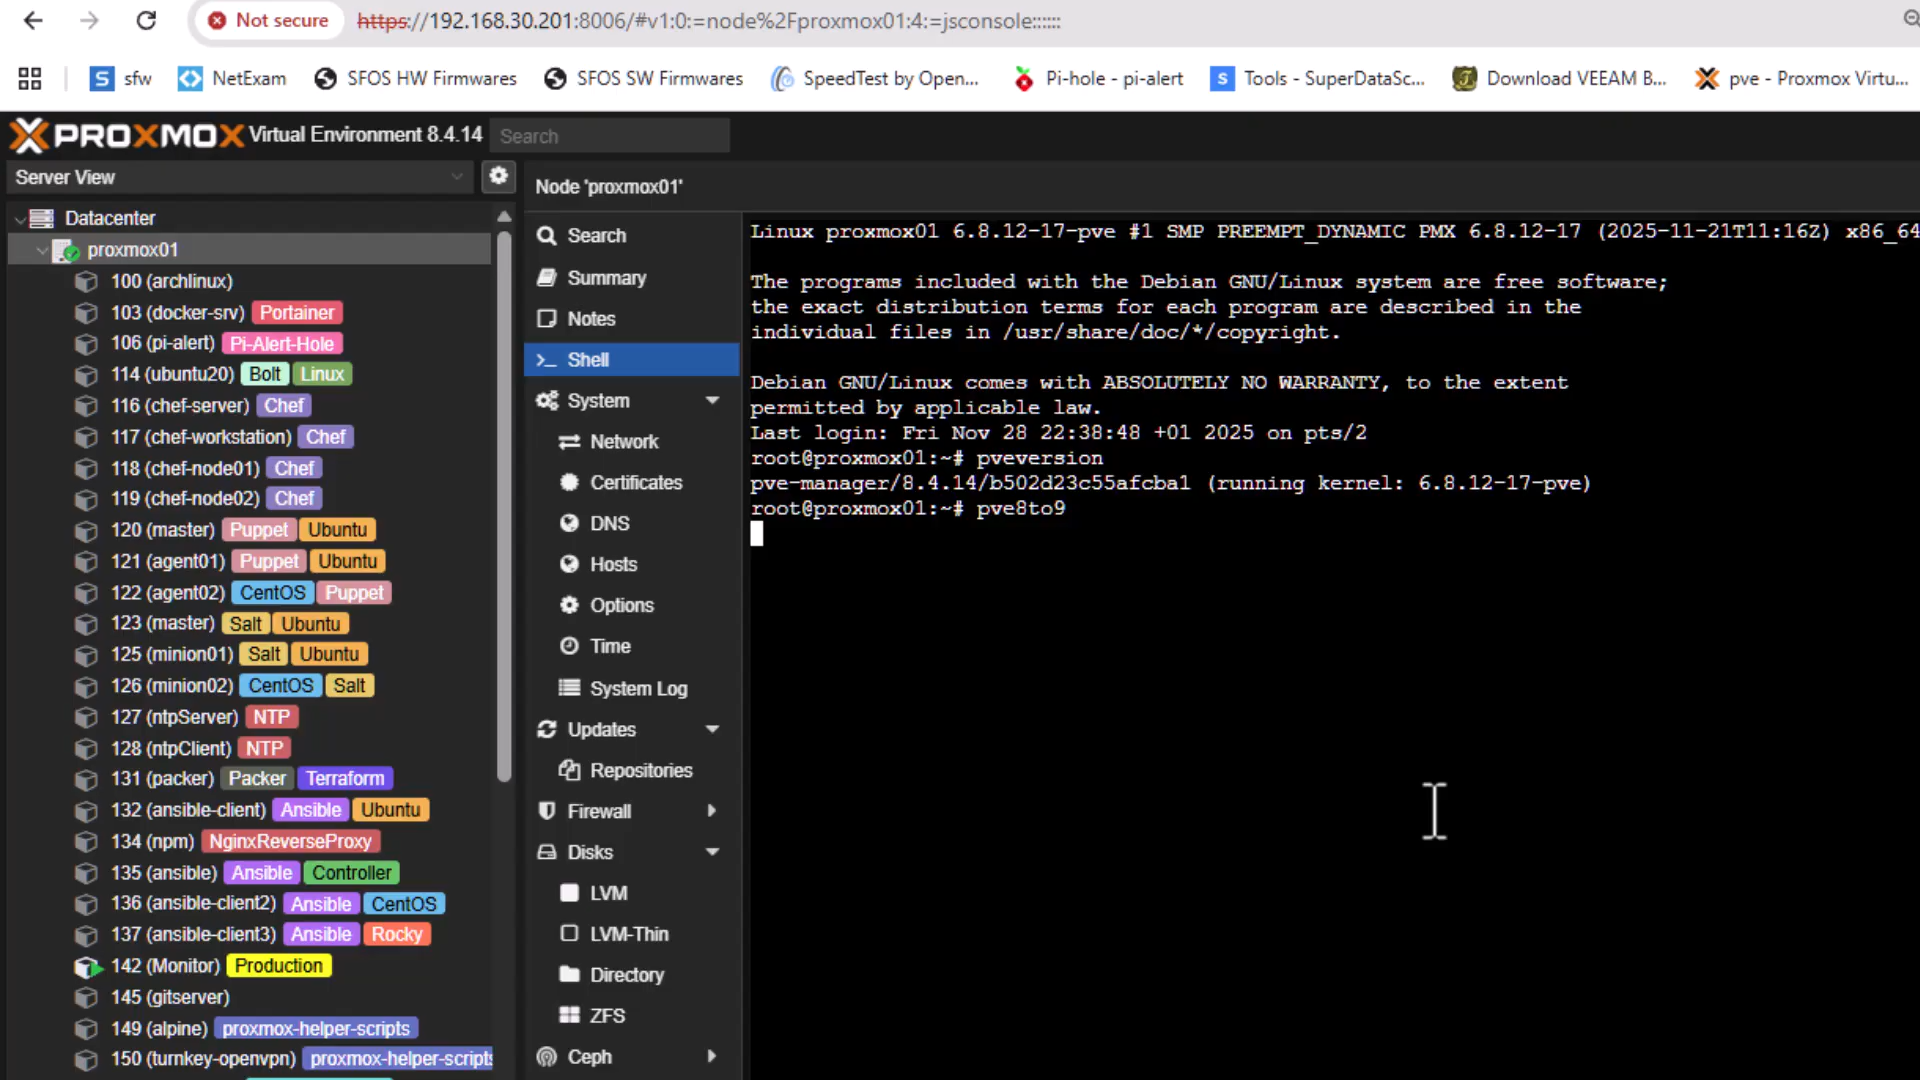 Not secure https://192.168.30.201:8006/#v1:0:=node%2Fproxmox01:4:=jsconsole::::::
sfw NetExam SFOS HW Firmwares SFOS SW Firmwares SpeedTest by Open... Pi-hole - pi-alert Tools - SuperDataSc... Download VEEAM B... pve - Proxmox Virtu...
PROXMOX Virtual Environment 8.4.14 Search
Server View
Datacenter
proxmox01
100 (archlinux)
103 (docker-srv) Portainer
106 (pi-alert) Pi-Alert-Hole
114 (ubuntu20) Bolt Linux
116 (chef-server) Chef
117 (chef-workstation) Chef
118 (chef-node01) Chef
119 (chef-node02) Chef
120 (master) Puppet Ubuntu
121 (agent01) Puppet Ubuntu
122 (agent02) CentOS Puppet
123 (master) Salt Ubuntu
125 (minion01) Salt Ubuntu
126 (minion02) CentOS Salt
127 (ntpServer) NTP
128 (ntpClient) NTP
131 (packer) Packer Terraform
132 (ansible-client) Ansible Ubuntu
134 (npm) NginxReverseProxy
135 (ansible) Ansible Controller
136 (ansible-client2) Ansible CentOS
137 (ansible-client3) Ansible Rocky
142 (Monitor) Production
145 (gitserver)
149 (alpine) proxmox-helper-scripts
150 (turnkey-openvpn) proxmox-helper-scripts
Node 'proxmox01'
Search
Summary
Notes
Shell
System
Network
Certificates
DNS
Hosts
Options
Time
System Log
Updates
Repositories
Firewall
Disks
LVM
LVM-Thin
Directory
ZFS
Ceph
Linux proxmox01 6.8.12-17-pve #1 SMP PREEMPT_DYNAMIC PMX 6.8.12-17 (2025-11-21T11:16Z) x86_64
The programs included with the Debian GNU/Linux system are free software;
the exact distribution terms for each program are described in the
individual files in /usr/share/doc/*/copyright.
Debian GNU/Linux comes with ABSOLUTELY NO WARRANTY, to the extent
permitted by applicable law.
Last login: Fri Nov 28 22:38:48 +01 2025 on pts/2
root@proxmox01:~# pveversion
pve-manager/8.4.14/b502d23c55afcba1 (running kernel: 6.8.12-17-pve)
root@proxmox01:~# pve8to9